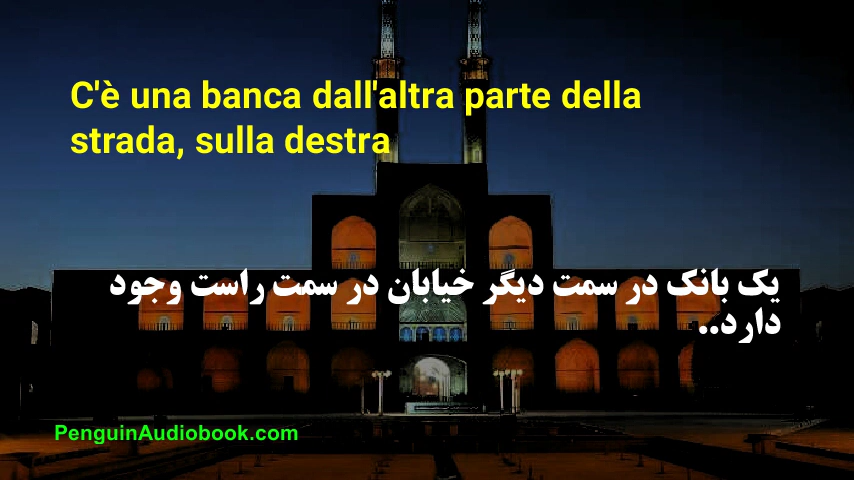 C'è una banca dall'altra parte della
strada, sulla destra
یک بانک در سمت دیگر خیابان در سمت راست وجود
دارد..
PenguinAudiobook.com